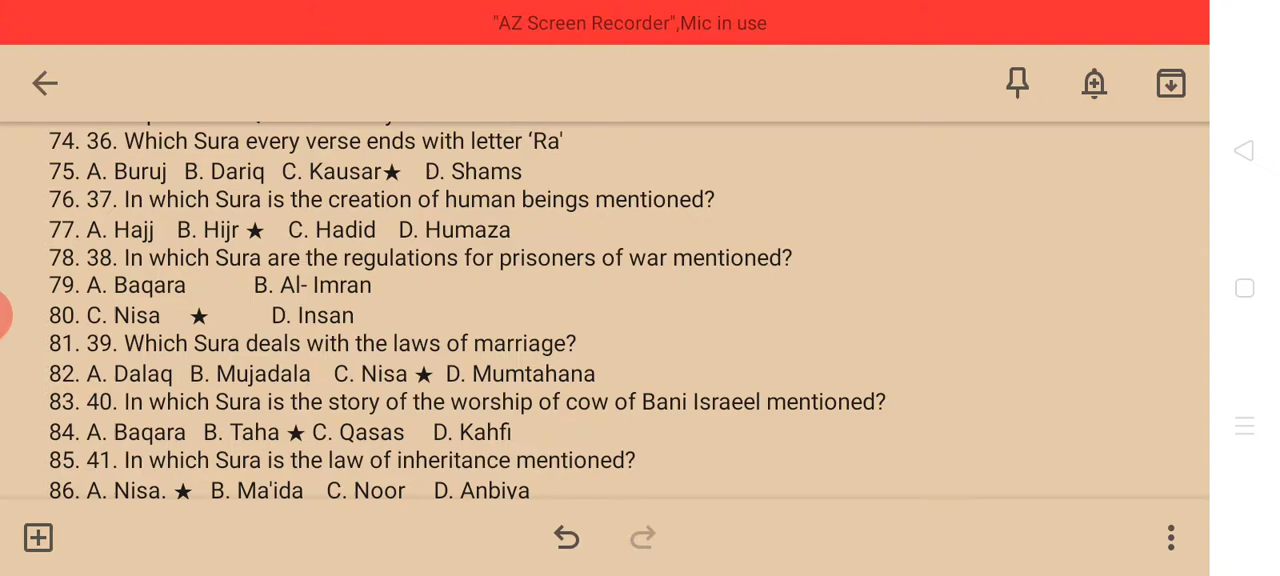 "AZ Screen Recorder",Mic in use
74. 36. Which Sura every verse ends with letter ‘Ra'
75. A. Buruj B. Dariq C. Kausar★ D. Shams
76. 37. In which Sura is the creation of human beings mentioned?
77. A. Hajj B. Hijr ★ C. Hadid D. Humaza
78. 38. In which Sura are the regulations for prisoners of war mentioned?
79. A. Baqara B. Al- Imran
80. C. Nisa ★ D. Insan
81. 39. Which Sura deals with the laws of marriage?
82. A. Dalaq B. Mujadala C. Nisa ★ D. Mumtahana
83. 40. In which Sura is the story of the worship of cow of Bani Israeel mentioned?
84. A. Baqara B. Taha ★ C. Qasas D. Kahfi
85. 41. In which Sura is the law of inheritance mentioned?
86. A. Nisa. ★ B. Ma'ida C. Noor D. Anbiya